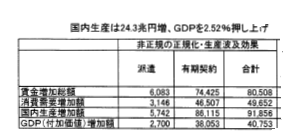 国内生産は24.3兆円増、GDPを2.52%押し上げ
非正規の正規化・生産波及効果
派遣 有期契約 合計
賃金増加総額 6,083 74,425 80,508
消費需要増加額 3,146 46,507 49,652
国内生産増加額 5,742 86,115 91,856
GDP(付加価値)増加額 2,700 38,053 40,753